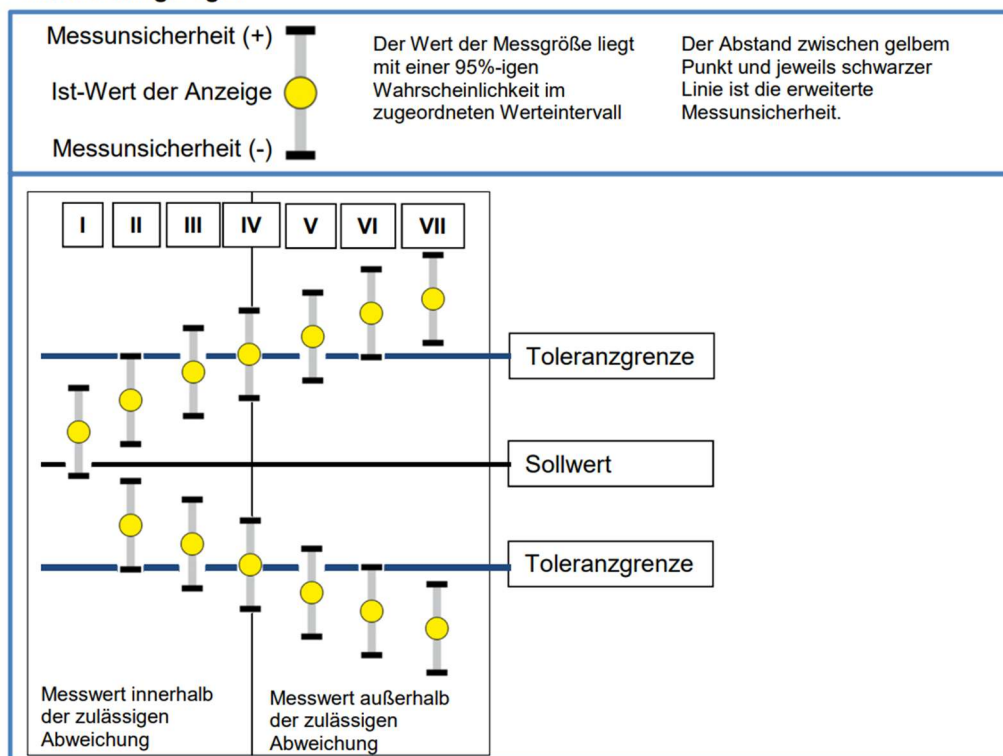 Messunsicherheit (+)
Ist-Wert der Anzeige
Messunsicherheit (-)
Der Wert der Messgröße liegt
mit einer 95%-igen
Wahrscheinlichkeit im
zugeordneten Werteintervall
Der Abstand zwischen gelbem
Punkt und jeweils schwarzer
Linie ist die erweiterte
Messunsicherheit.
I II III IV V VI VII
Toleranzgrenze
Sollwert
Toleranzgrenze
Messwert innerhalb
der zulässigen
Abweichung
Messwert außerhalb
der zulässigen
Abweichung